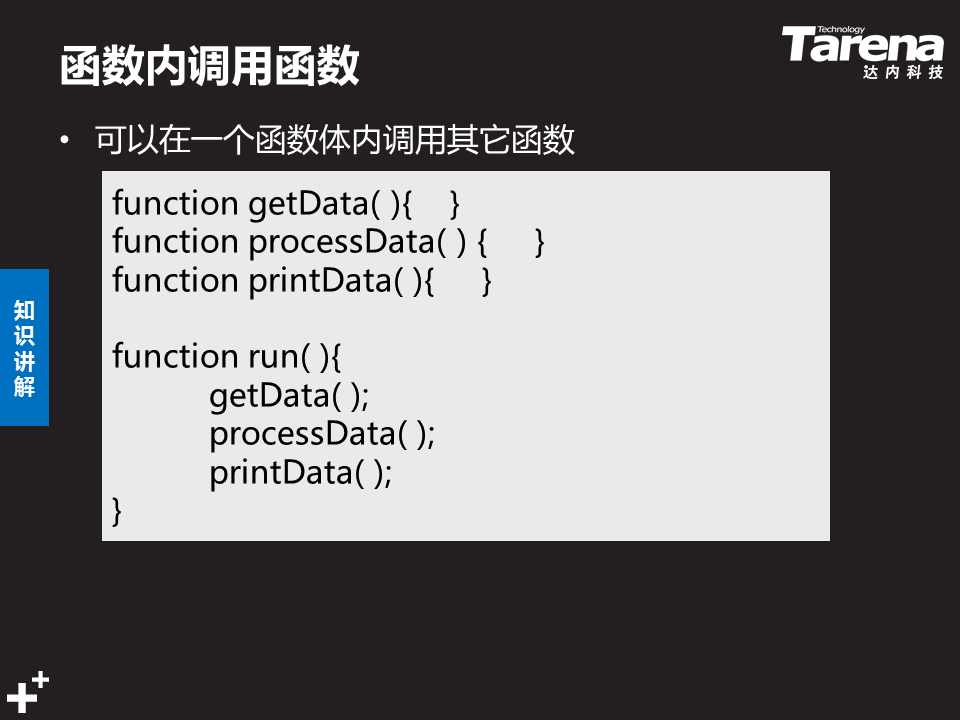 函数内调用函数
Technology
Tarena
达内科技
• 可以在一个函数体内调用其它函数
function getData( ){    }
function processData( ) {      }
function printData( ){      }
function run( ){
getData( );
processData( );
printData( );
}
知
识
讲
解